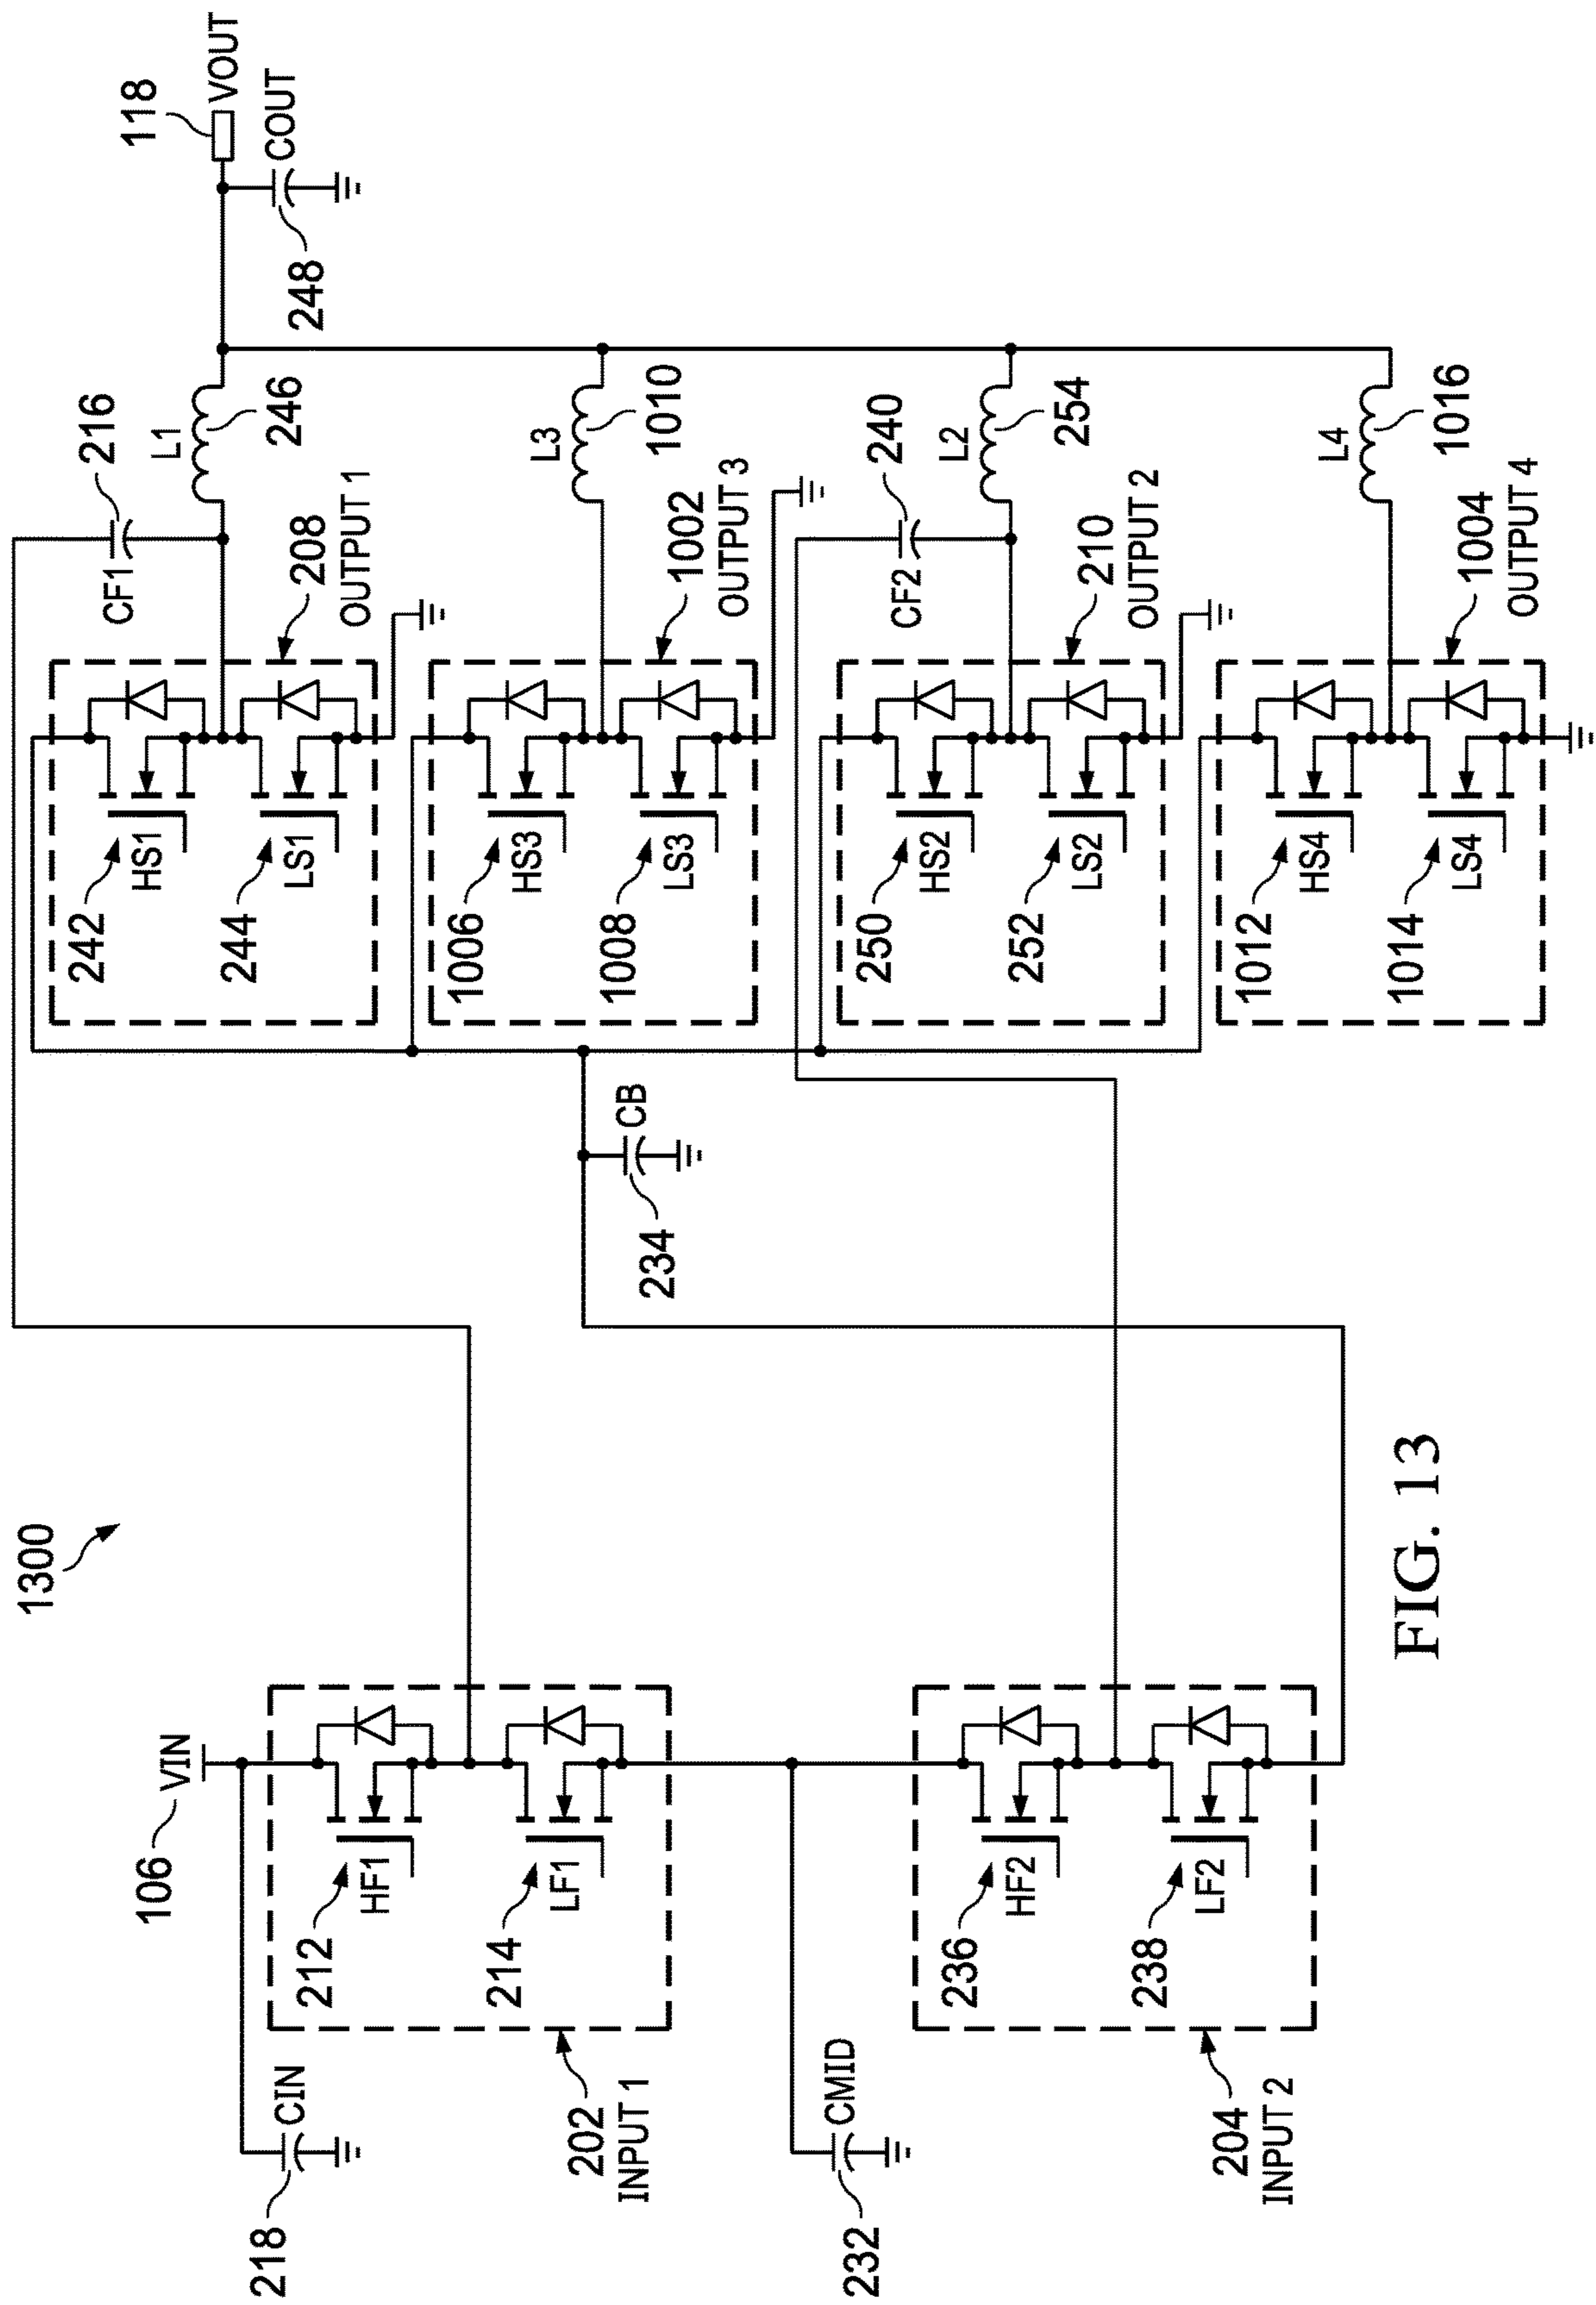 1300
106
VIN
218
CIN
212
HF1
214
LF1
202
INPUT 1
232
CMID
236
HF2
238
LF2
204
INPUT 2
234
CB
216
CF1
242
HS1
244
LS1
208
OUTPUT 1
L1
246
118
VOUT
COUT
248
1006
HS3
1008
LS3
1002
OUTPUT 3
L3
1010
240
CF2
250
HS2
252
LS2
210
OUTPUT 2
L2
254
1012
HS4
1014
LS4
1004
OUTPUT 4
L4
1016
FIG. 13